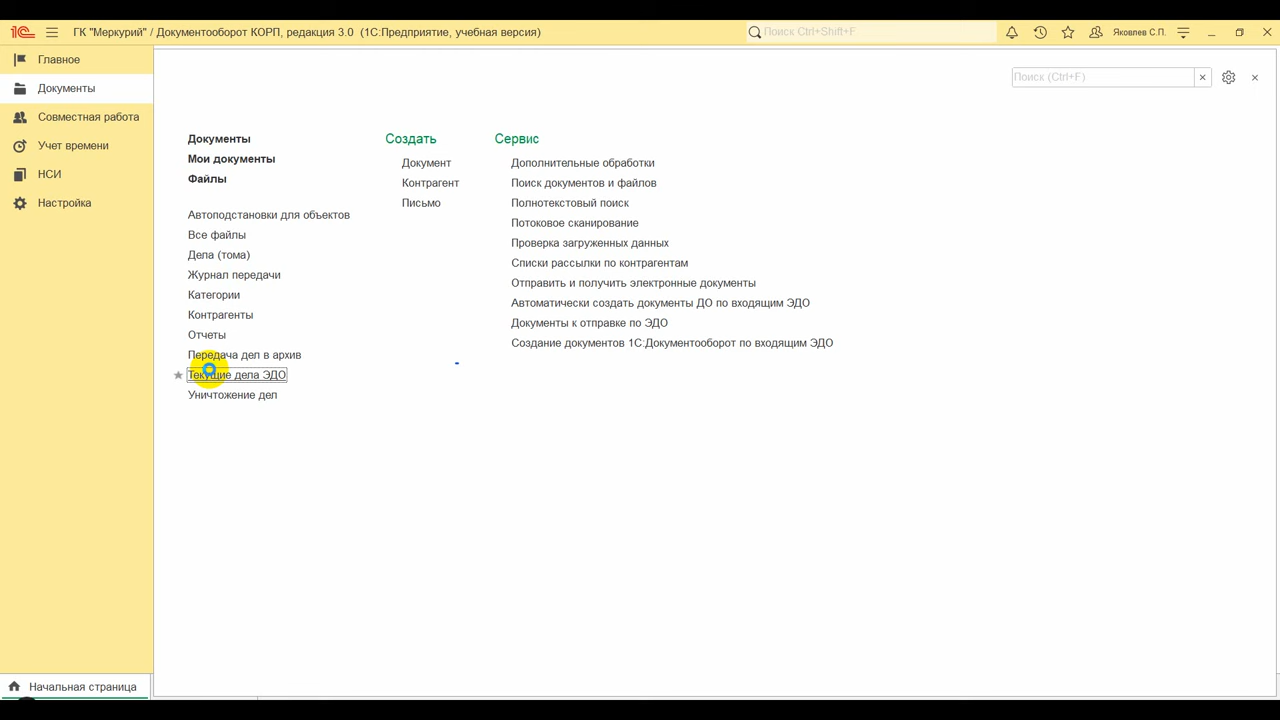 1С ГК "Меркурий" / Документооборот КОРП, редакция 3.0 (1С:Предприятие, учебная версия)
Поиск Ctrl+Shift+F
Яковлев С.П.
Главное
Документы
Совместная работа
Учет времени
НСИ
Настройка
Поиск (Ctrl+F)
Документы
Мои документы
Файлы
Автоподстановки для объектов
Все файлы
Дела (тома)
Журнал передачи
Категории
Контрагенты
Отчеты
Передача дел в архив
Текущие дела ЭДО
Уничтожение дел
Создать
Документ
Контрагент
Письмо
Сервис
Дополнительные обработки
Поиск документов и файлов
Полнотекстовый поиск
Потоковое сканирование
Проверка загруженных данных
Списки рассылки по контрагентам
Отправить и получить электронные документы
Автоматически создать документы ДО по входящим ЭДО
Документы к отправке по ЭДО
Создание документов 1С:Документооборот по входящим ЭДО
Начальная страница